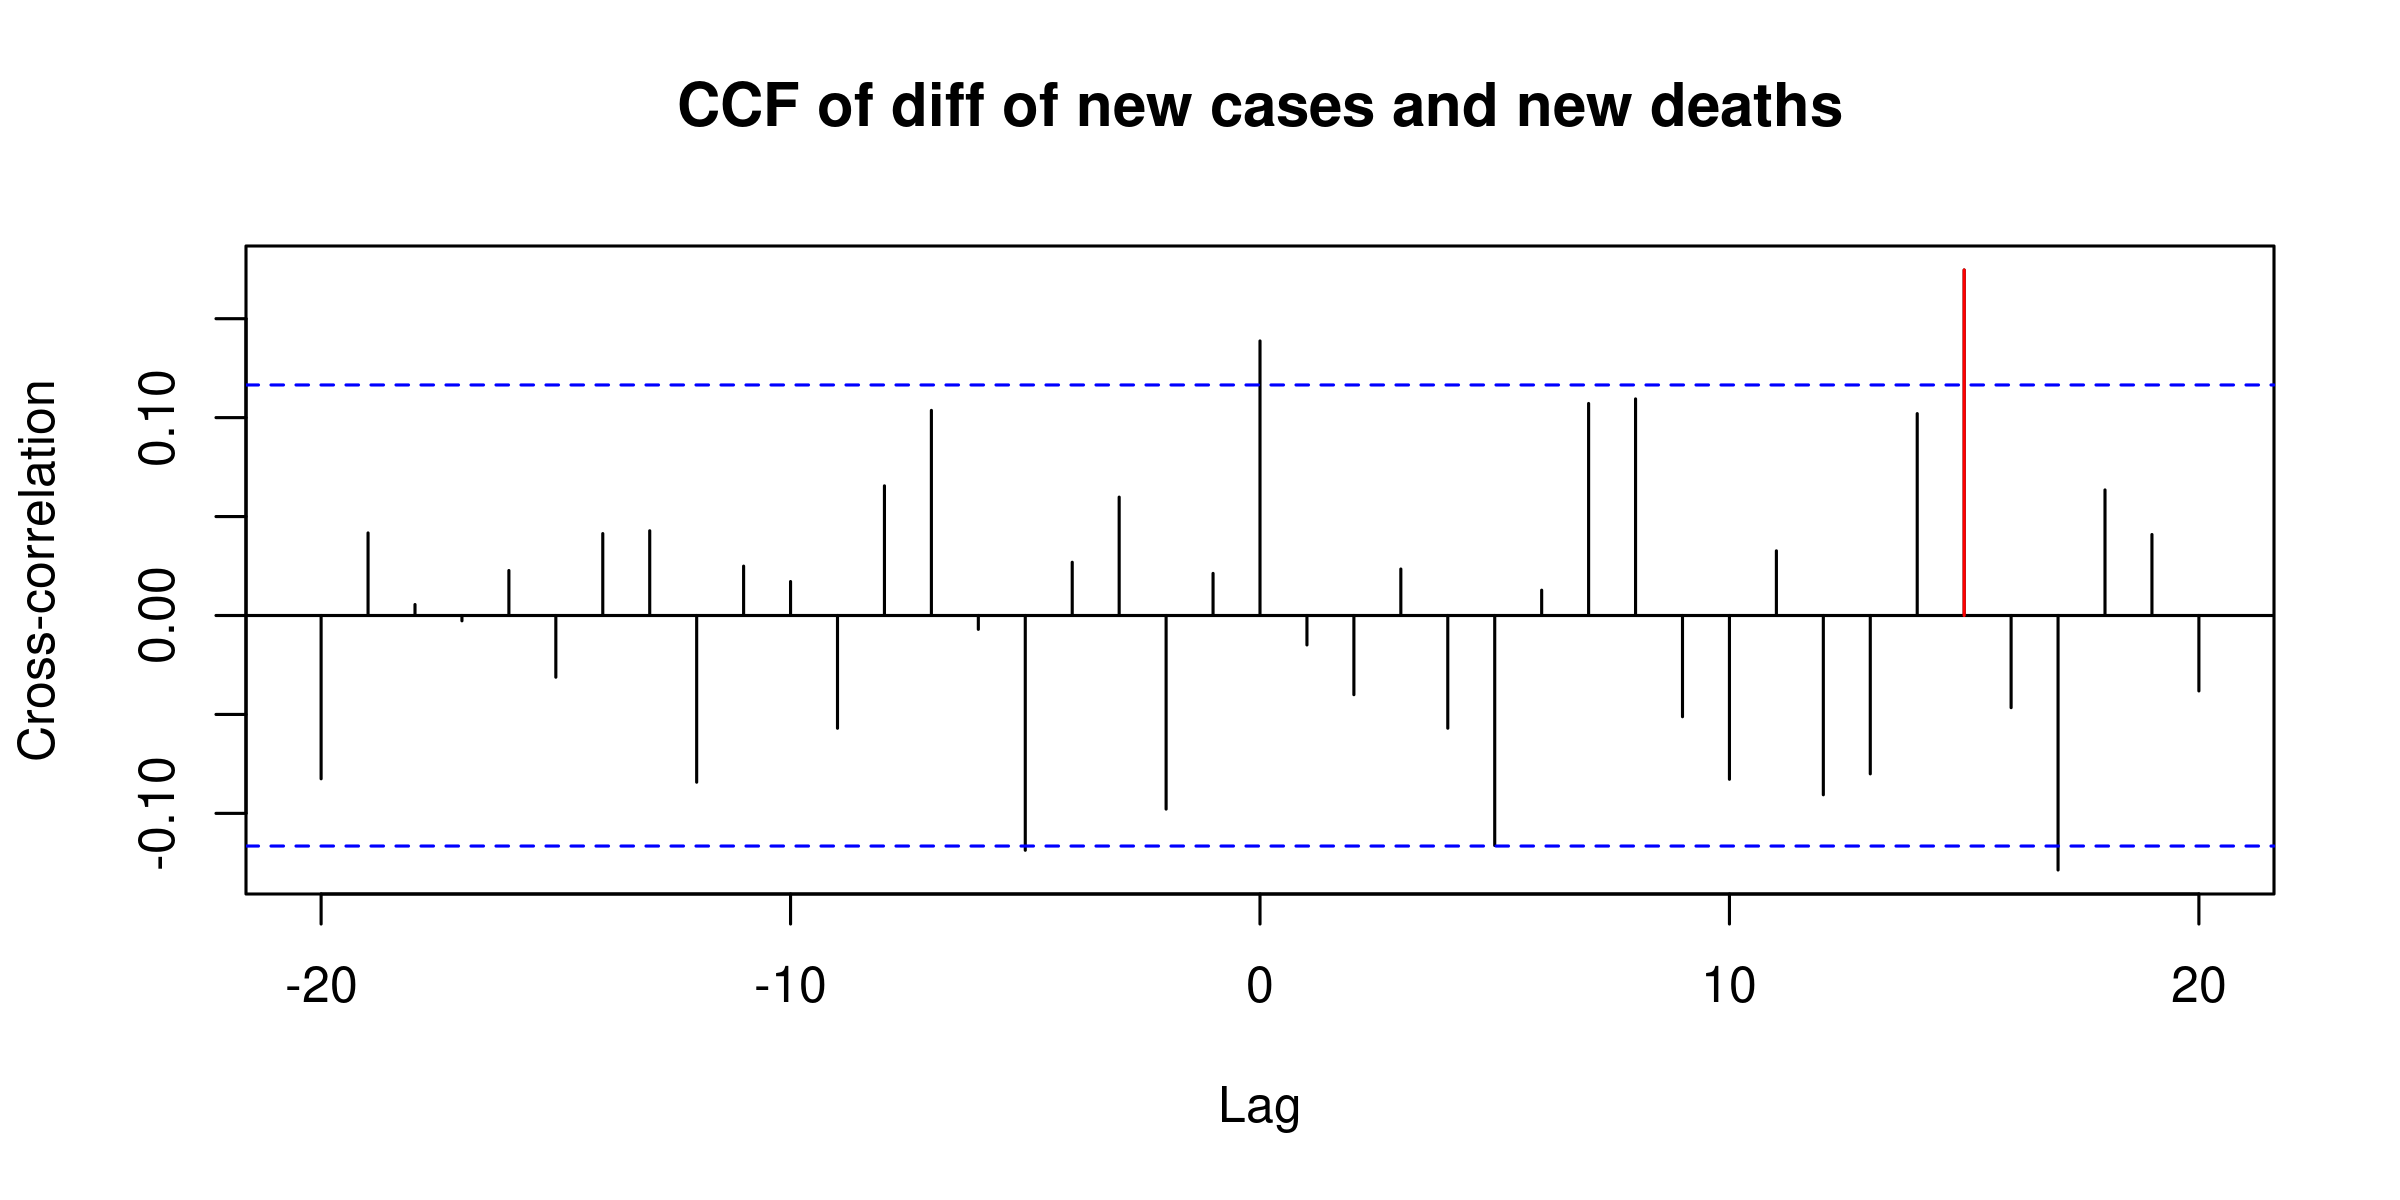 CCF of diff of new cases and new deaths
Cross-correlation
0.10
0.00
-0.10
-20 -10 0 10 20
Lag